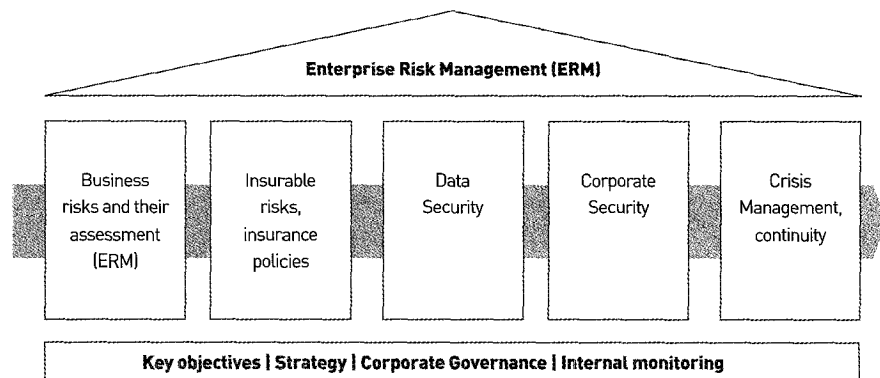 Enterprise Risk Management (ERM)
Business
risks and their
assessment
(ERM)
Insurable
risks,
insurance
policies
Data
Security
Corporate
Security
Crisis
Management,
continuity
Key objectives | Strategy | Corporate Governance | Internal monitoring